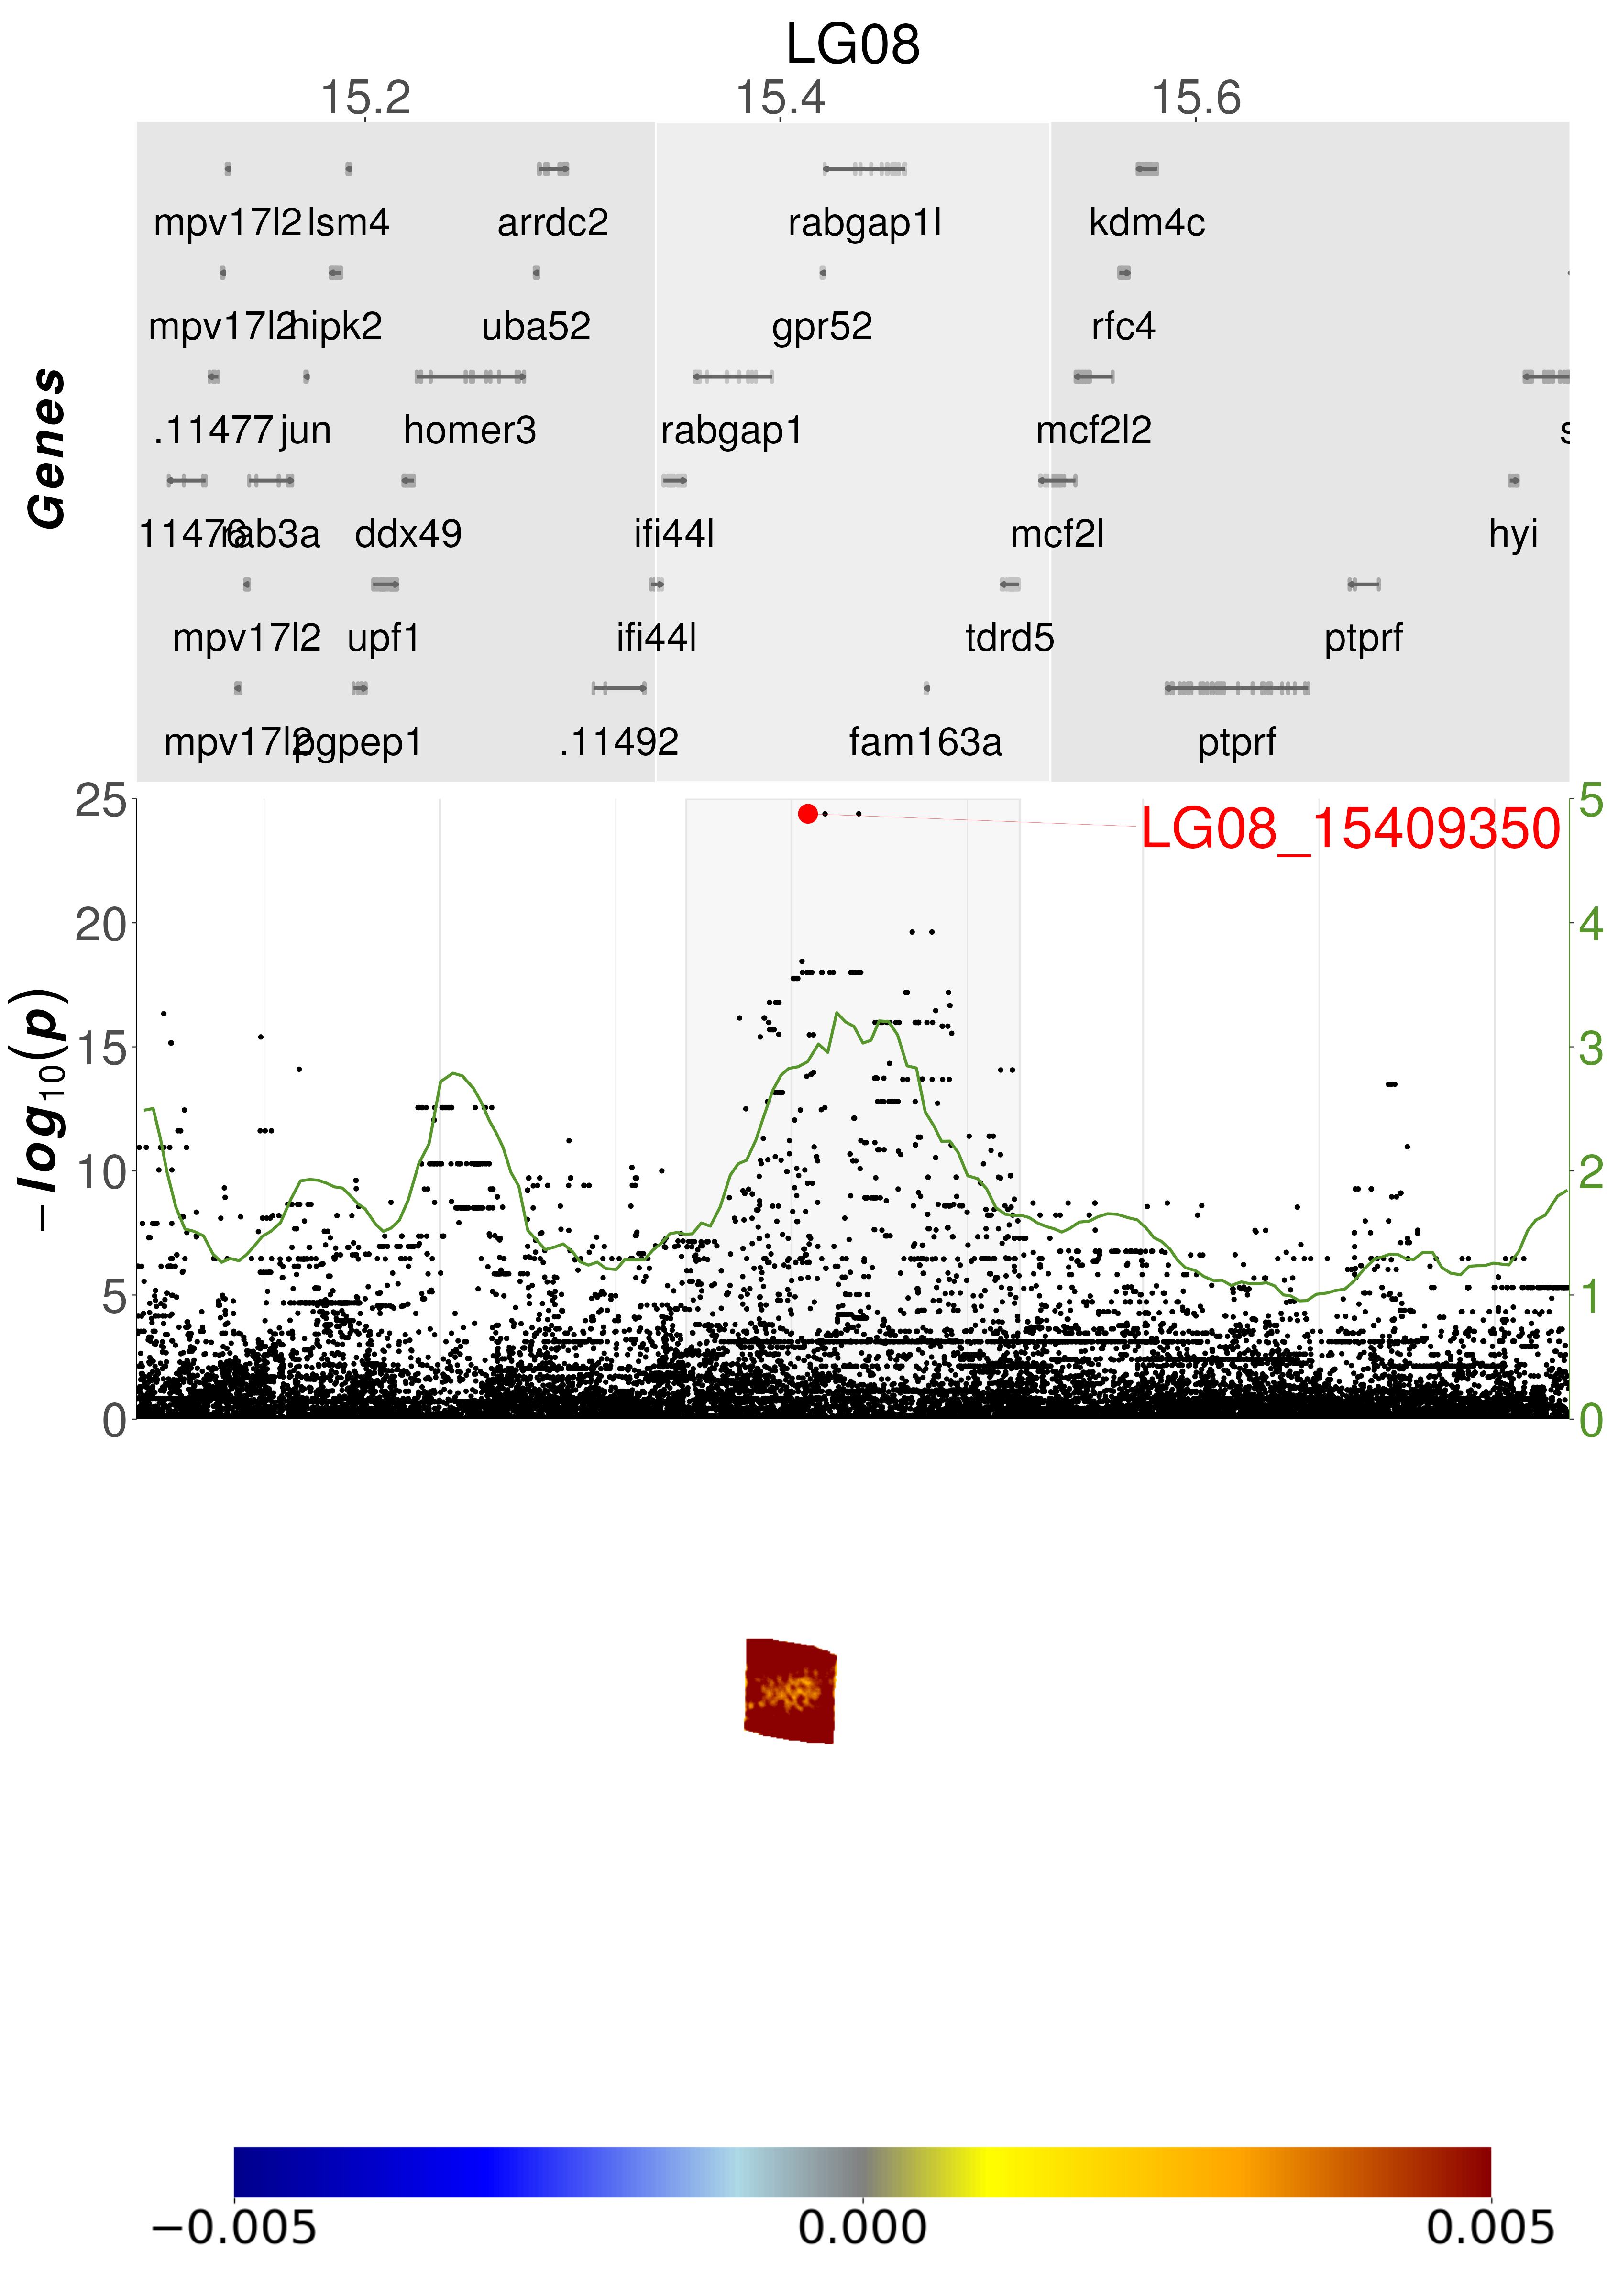 LG08
15.2 15.4 15.6
mpv17l2 lsm4 arrdc2 rabgap1l kdm4c
mpv17l2 hipk2 uba52 gpr52 rfc4
.11477 jun homer3 rabgap1 mcf2l2 s
11476 rab3a ddx49 ifi44l mcf2l hyi
mpv17l2 upf1 ifi44l tdrd5 ptprf
mpv17l2 pgpep1 .11492 fam163a ptprf
Genes
25 5
LG08_15409350
20 4
15 3
10 2
5 1
0 0
−log10(p)
−0.005 0.000 0.005